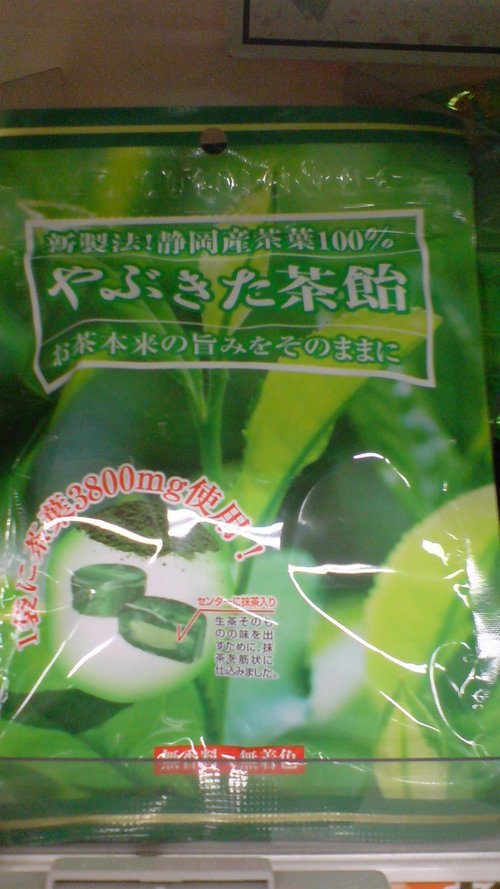 新製法!静岡産茶葉100%
やぶきた茶飴
お茶本来の旨みをそのままに
1袋に茶葉3800mg使用!
センターに抹茶入り
生茶そのも
のの味を出
すために、抹
茶を筋状に
仕込みました。
無香料・無着色